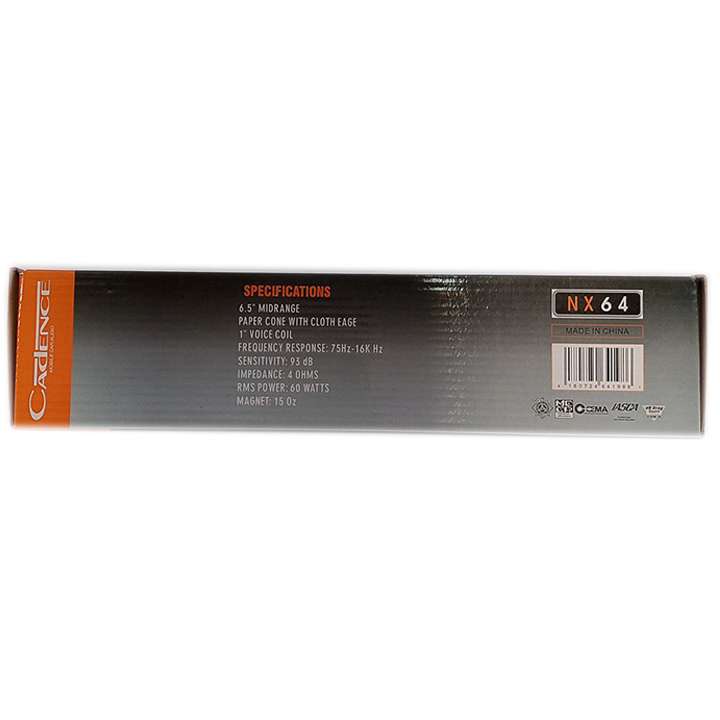 CADENCE
SPECIFICATIONS
6.5" MIDRANGE
PAPER CONE WITH CLOTH EAGE
1" VOICE COIL
FREQUENCY RESPONSE: 75Hz-16K Hz
SENSITIVITY: 93 dB
IMPEDANCE: 4 OHMS
RMS POWER: 60 WATTS
MAGNET: 15 Oz
NX64
MADE IN CHINA
CEMA
IASCA